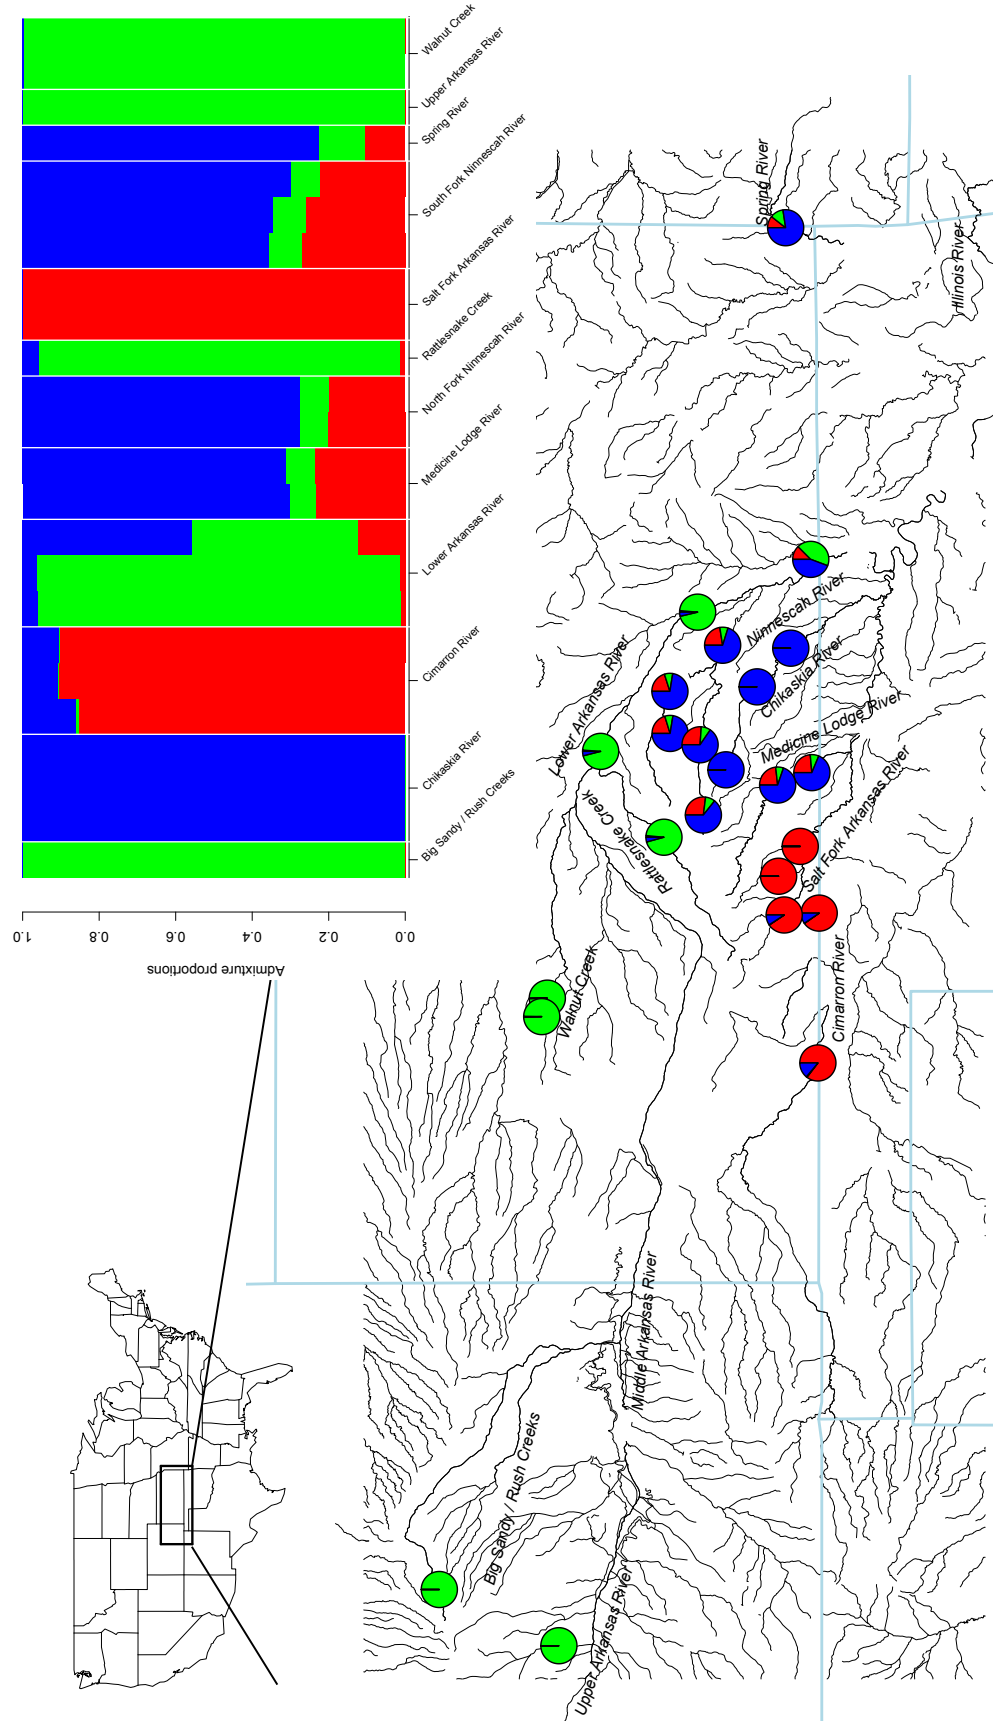 Walnut Creek
Upper Arkansas River
Spring River
South Fork Ninnescah River
Salt Fork Arkansas River
Rattlesnake Creek
North Fork Ninnescah River
Medicine Lodge River
Lower Arkansas River
Cimarron River
Chikaskia River
Big Sandy / Rush Creeks
1.0
0.8
0.6
0.4
0.2
0.0
Admixture proportions
Spring River
Illinois River
Ninnescah River
Chikaskia River
Lower Arkansas River
Medicine Lodge River
Rattlesnake Creek
Salt Fork Arkansas River
Walnut Creek
Cimarron River
Middle Arkansas River
Big Sandy / Rush Creeks
Upper Arkansas River